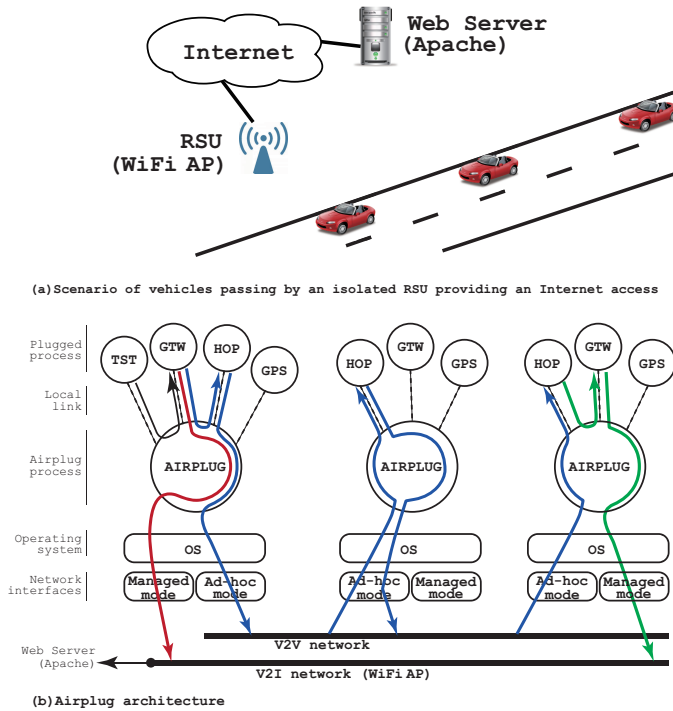 Web Server
(Apache)
Internet
RSU
(WiFi AP)
(a)Scenario of vehicles passing by an isolated RSU providing an Internet access
Plugged
process
TST
GTW
HOP
GPS
HOP
GTW
GPS
HOP
GTW
GPS
Local
link
Airplug
process
AIRPLUG
AIRPLUG
AIRPLUG
Operating
system
OS
OS
OS
Network
interfaces
Managed
mode
Ad-hoc
mode
Ad-hoc
mode
Managed
mode
Ad-hoc
mode
Managed
mode
V2V network
Web Server
(Apache)
V2I network (WiFi AP)
(b)Airplug architecture